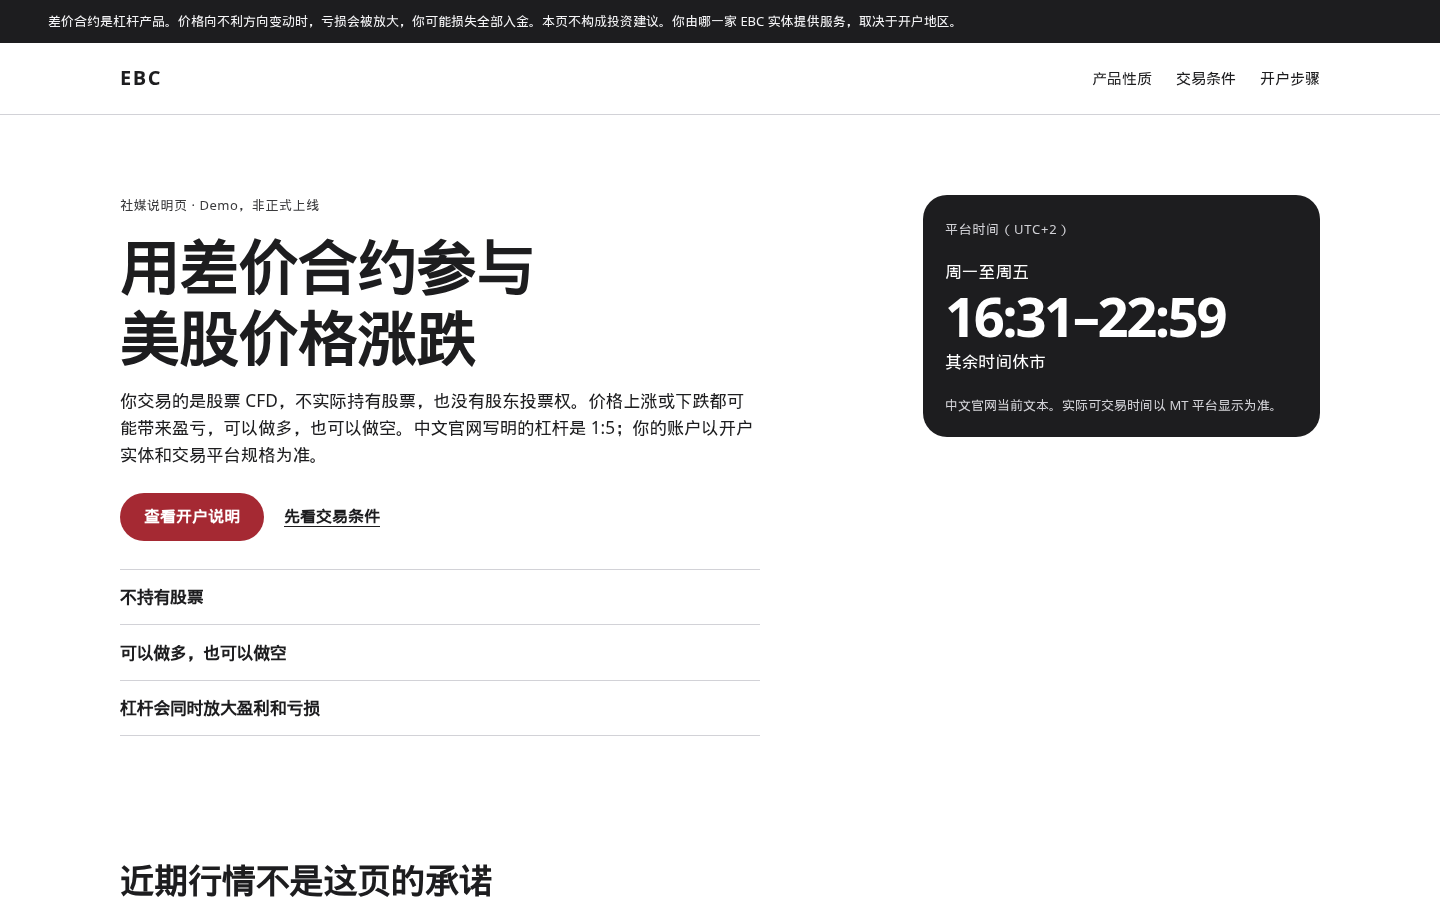 差价合约是杠杆产品。价格向不利方向变动时，亏损会被放大，你可能损失全部入金。本页不构成投资建议。你由哪一家 EBC 实体提供服务，取决于开户地区。
EBC
产品性质
交易条件
开户步骤
社媒说明页 · Demo，非正式上线
用差价合约参与
美股价格涨跌
你交易的是股票 CFD，不实际持有股票，也没有股东投票权。价格上涨或下跌都可
能带来盈亏，可以做多，也可以做空。中文官网写明的杠杆是 1:5；你的账户以开户
实体和交易平台规格为准。
查看开户说明
先看交易条件
不持有股票
可以做多，也可以做空
杠杆会同时放大盈利和亏损
平台时间（UTC+2）
周一至周五
16:31–22:59
其余时间休市
中文官网当前文本。实际可交易时间以 MT 平台显示为准。
近期行情不是这页的承诺